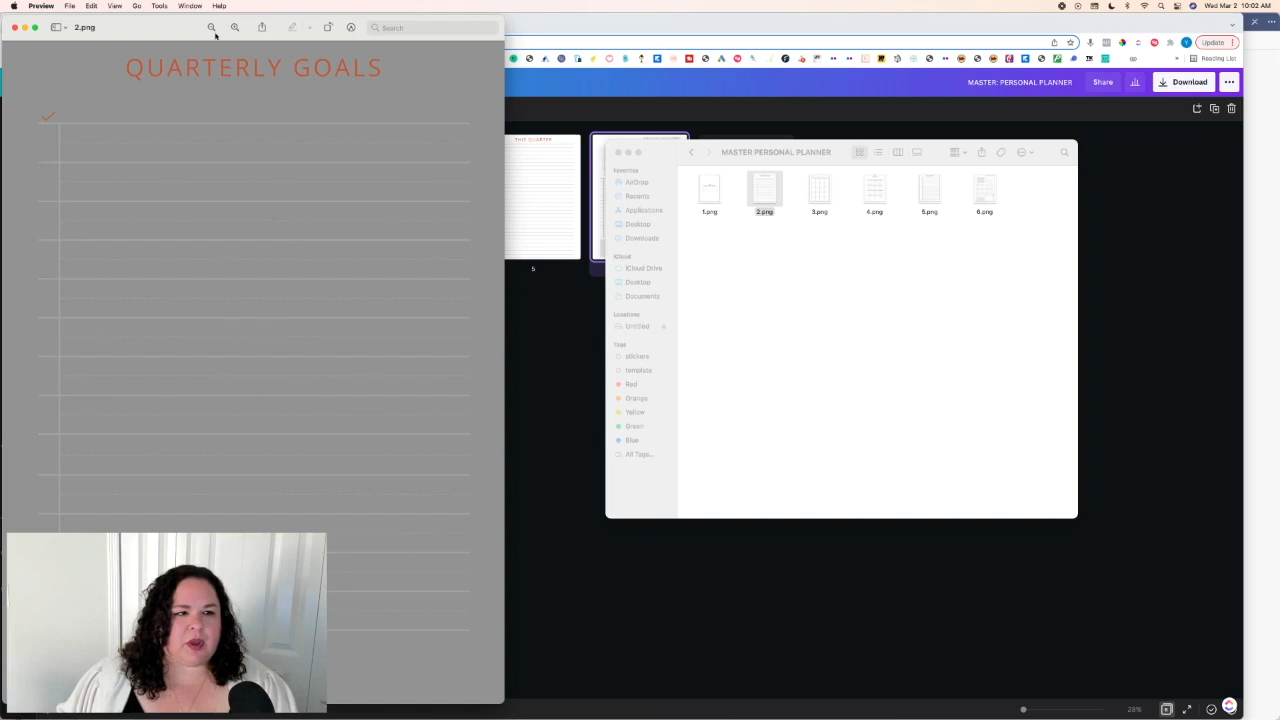 Preview File Edit View Go Tools Window Help
Wed Mar 2 10:02 AM
2.png
Search
Update
Reading List
QUARTERLY GOALS
MASTER: PERSONAL PLANNER
Share
Download
THIS QUARTER
5
MASTER PERSONAL PLANNER
Favorites
AirDrop
Recents
Applications
Desktop
Downloads
iCloud
iCloud Drive
Desktop
Documents
Locations
Untitled
Tags
stickers
template
Red
Orange
Yellow
Green
Blue
All Tags...
1.png 2.png 3.png 4.png 5.png 6.png
28%